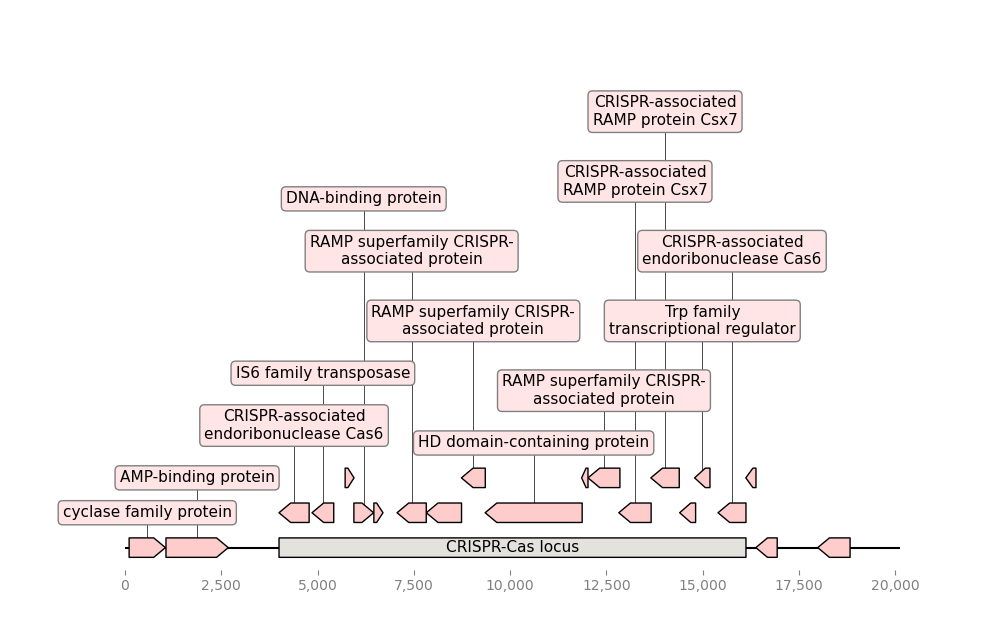 CRISPR-associated
RAMP protein Csx7
CRISPR-associated
RAMP protein Csx7
DNA-binding protein
RAMP superfamily CRISPR-
associated protein
CRISPR-associated
endoribonuclease Cas6
RAMP superfamily CRISPR-
associated protein
Trp family
transcriptional regulator
IS6 family transposase
RAMP superfamily CRISPR-
associated protein
CRISPR-associated
endoribonuclease Cas6
HD domain-containing protein
AMP-binding protein
cyclase family protein
CRISPR-Cas locus
0 2,500 5,000 7,500 10,000 12,500 15,000 17,500 20,000